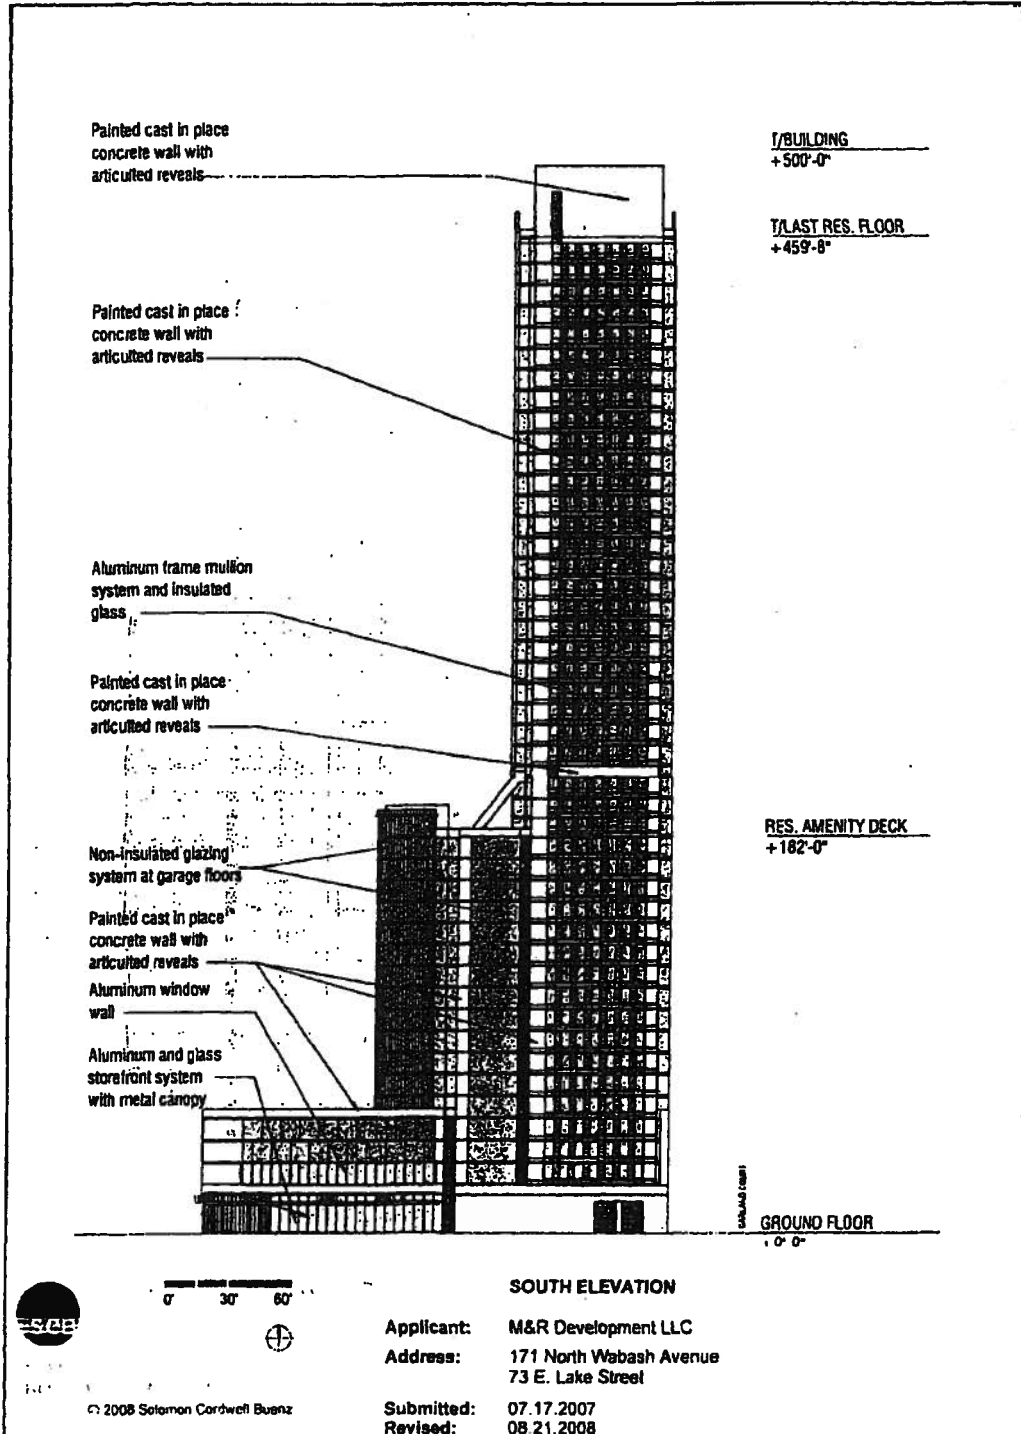 Painted cast in place
concrete wall with
articulted reveals
T/BUILDING
+500'-0"
T/LAST RES. FLOOR
+459'-8"
Painted cast in place
concrete wall with
articulted reveals
Aluminum frame mullion
system and insulated
glass
Painted cast in place
concrete wall with
articulted reveals
RES. AMENITY DECK
+182'-0"
Non-insulated glazing
system at garage floors
Painted cast in place
concrete wall with
articulted reveals
Aluminum window
wall
Aluminum and glass
storefront system
with metal canopy
GARLAND COURT
GROUND FLOOR
0' 0"
SCB
0' 30' 60'
SOUTH ELEVATION
Applicant: M&R Development LLC
Address: 171 North Wabash Avenue
73 E. Lake Street
© 2008 Solomon Cordwell Buenz
Submitted: 07.17.2007
Revised: 08.21.2008